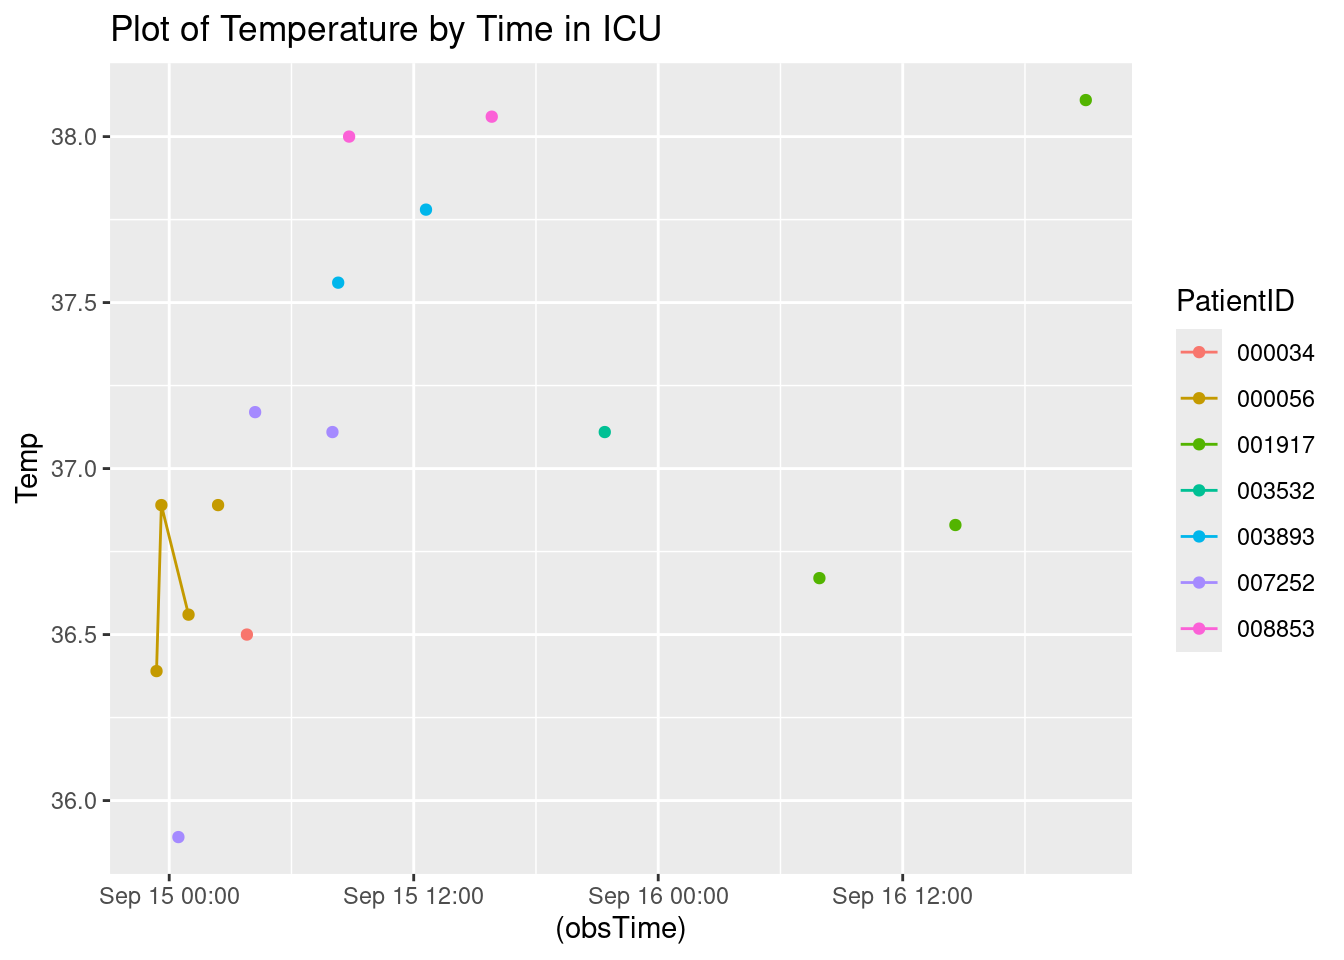 Plot of Temperature by Time in ICU
38.0
37.5
37.0
36.5
36.0
Temp
Sep 15 00:00
Sep 15 12:00
Sep 16 00:00
Sep 16 12:00
(obsTime)
PatientID
000034
000056
001917
003532
003893
007252
008853